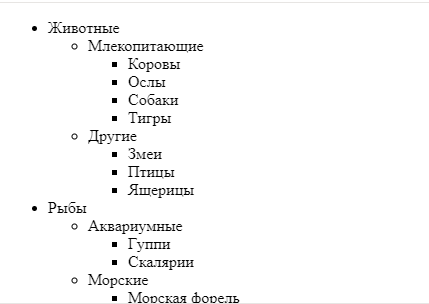 Животные
Млекопитающие
Коровы
Ослы
Собаки
Тигры
Другие
Змеи
Птицы
Ящерицы
Рыбы
Аквариумные
Гуппи
Скалярии
Морские
Морская форель